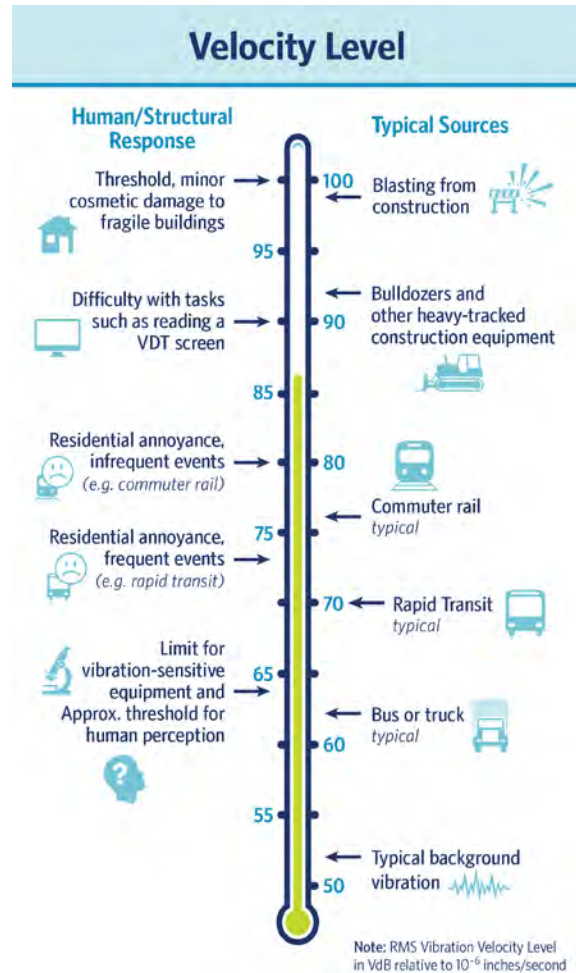 Velocity Level
Human/Structural
Response
Typical Sources
Threshold, minor
cosmetic damage to
fragile buildings
100
Blasting from
construction
95
Difficulty with tasks
such as reading a
VDT screen
90
Bulldozers and
other heavy-tracked
construction equipment
85
Residential annoyance,
infrequent events
(e.g. commuter rail)
80
Commuter rail
typical
75
Residential annoyance,
frequent events
(e.g. rapid transit)
70
Rapid Transit
typical
Limit for
vibration-sensitive
equipment and
Approx. threshold for
human perception
65
Bus or truck
typical
60
?
55
Typical background
vibration
50
Note: RMS Vibration Velocity Level
in VdB relative to 10⁻⁶ inches/second